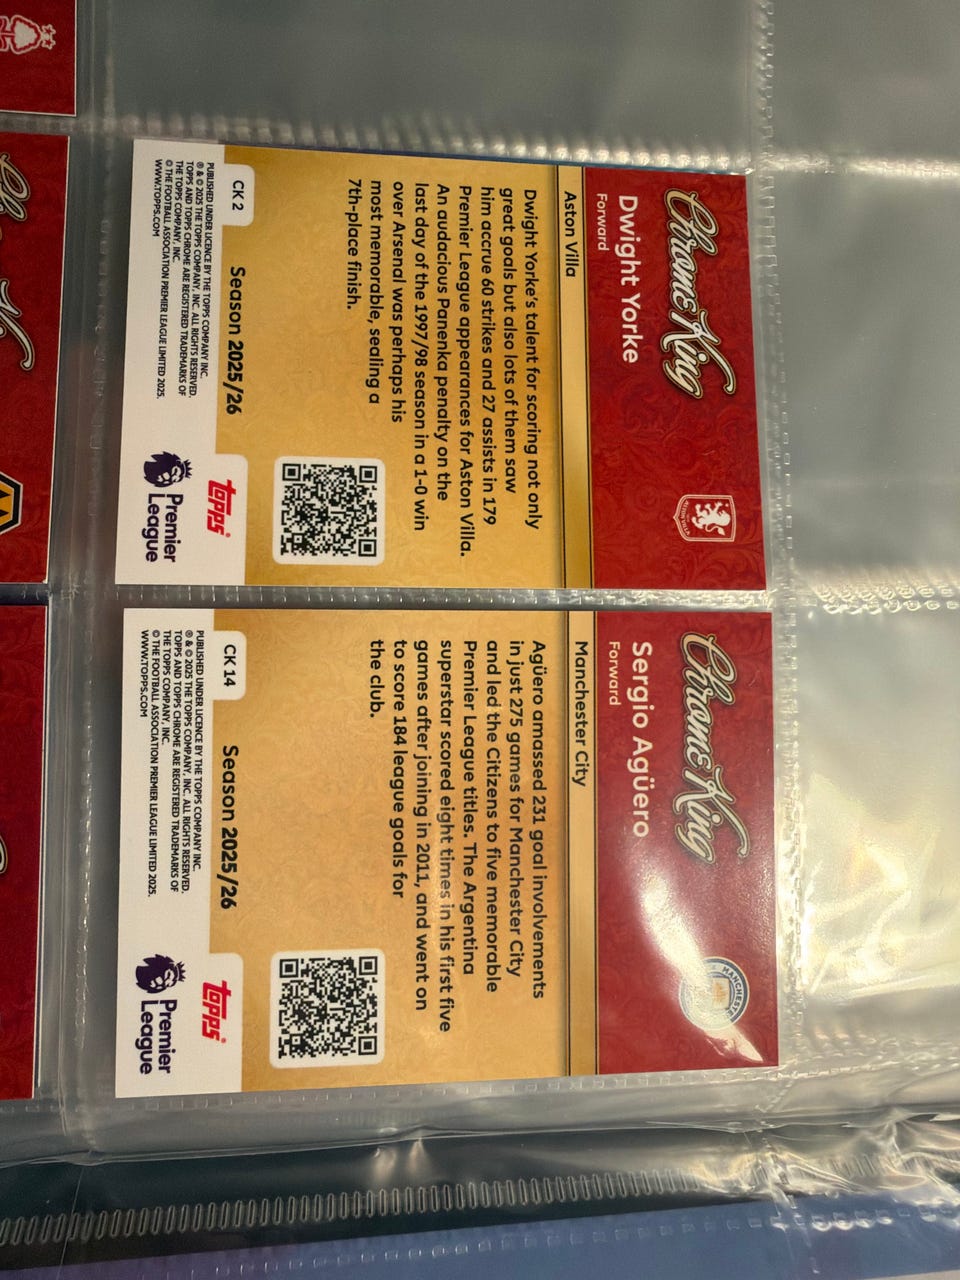 Chrome King
Dwight Yorke
Forward
ASTON VILLA
Aston Villa
Dwight Yorke's talent for scoring not only
great goals but also lots of them saw
him accrue 60 strikes and 27 assists in 179
Premier League appearances for Aston Villa.
An audacious Panenka penalty on the
last day of the 1997/98 season in a 1-0 win
over Arsenal was perhaps his
most memorable, sealing a
7th-place finish.
CK 2
Season 2025/26
PUBLISHED UNDER LICENCE BY THE TOPPS COMPANY INC.
® & © 2025 THE TOPPS COMPANY, INC. ALL RIGHTS RESERVED.
TOPPS AND TOPPS CHROME ARE REGISTERED TRADEMARKS OF
THE TOPPS COMPANY, INC.
© THE FOOTBALL ASSOCIATION PREMIER LEAGUE LIMITED 2025.
WWW.TOPPS.COM
topps®
Premier
League
Chrome King
Sergio Agüero
Forward
MANCHESTER
Manchester City
Agüero amassed 231 goal involvements
in just 275 games for Manchester City
and led the Citizens to five memorable
Premier League titles. The Argentina
superstar scored eight times in his first five
games after joining in 2011, and went on
to score 184 league goals for
the club.
CK 14
Season 2025/26
PUBLISHED UNDER LICENCE BY THE TOPPS COMPANY INC.
® & © 2025 THE TOPPS COMPANY, INC. ALL RIGHTS RESERVED.
TOPPS AND TOPPS CHROME ARE REGISTERED TRADEMARKS OF
THE TOPPS COMPANY, INC.
© THE FOOTBALL ASSOCIATION PREMIER LEAGUE LIMITED 2025.
WWW.TOPPS.COM
topps®
Premier
League